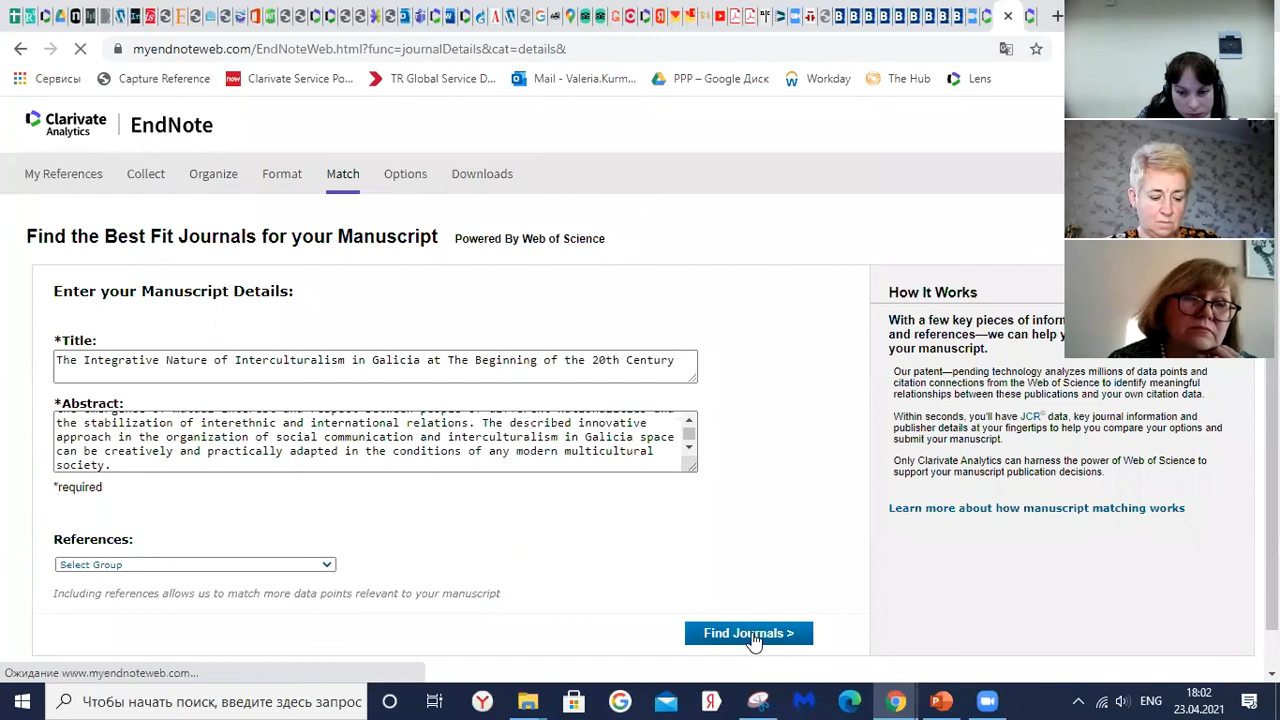 myendnoteweb.com/EndNoteWeb.html?func=journalDetails&cat=details&
Сервисы
Capture Reference
Clarivate Service Po...
TR Global Service D...
Mail - Valeria.Kurm...
PPP – Google Диск
Workday
The Hub
Lens
Clarivate
Analytics
EndNote
My References
Collect
Organize
Format
Match
Options
Downloads
Find the Best Fit Journals for your Manuscript
Powered By Web of Science
Enter your Manuscript Details:
*Title:
The Integrative Nature of Interculturalism in Galicia at The Beginning of the 20th Century
*Abstract:
the stabilization of interethnic and international relations. The described innovative
approach in the organization of social communication and interculturalism in Galicia space
can be creatively and practically adapted in the conditions of any modern multicultural
society.
*required
References:
Select Group
Including references allows us to match more data points relevant to your manuscript
Find Journals >
How It Works
With a few key pieces of inform
and references—we can help y
your manuscript.
Our patent—pending technology analyzes millions of data points and
citation connections from the Web of Science to identify meaningful
relationships between these publications and your own citation data.
Within seconds, you'll have JCR® data, key journal information and
publisher details at your fingertips to help you compare your options and
submit your manuscript.
Only Clarivate Analytics can harness the power of Web of Science to
support your manuscript publication decisions.
Learn more about how manuscript matching works
Ожидание www.myendnoteweb.com...
Чтобы начать поиск, введите здесь запрос
ENG
18:02
23.04.2021